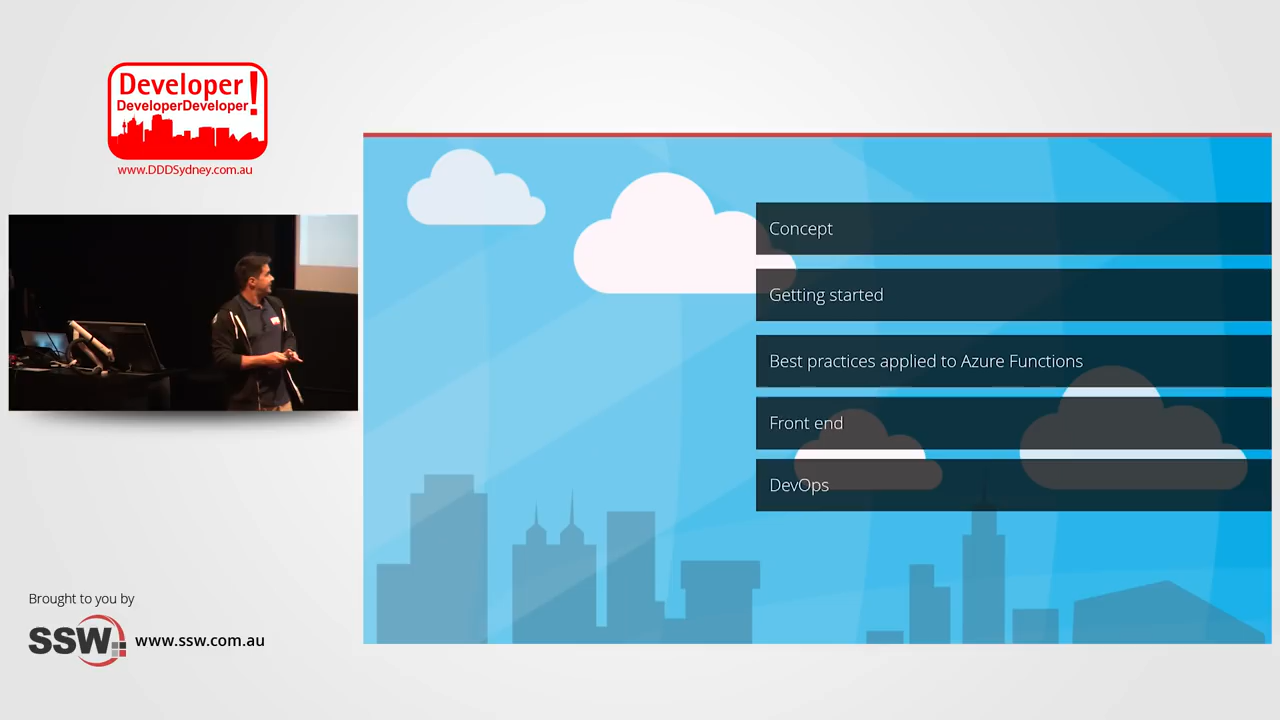 Developer!
DeveloperDeveloper
www.DDDSydney.com.au
Concept
Getting started
Best practices applied to Azure Functions
Front end
DevOps
Brought to you by
SSW www.ssw.com.au